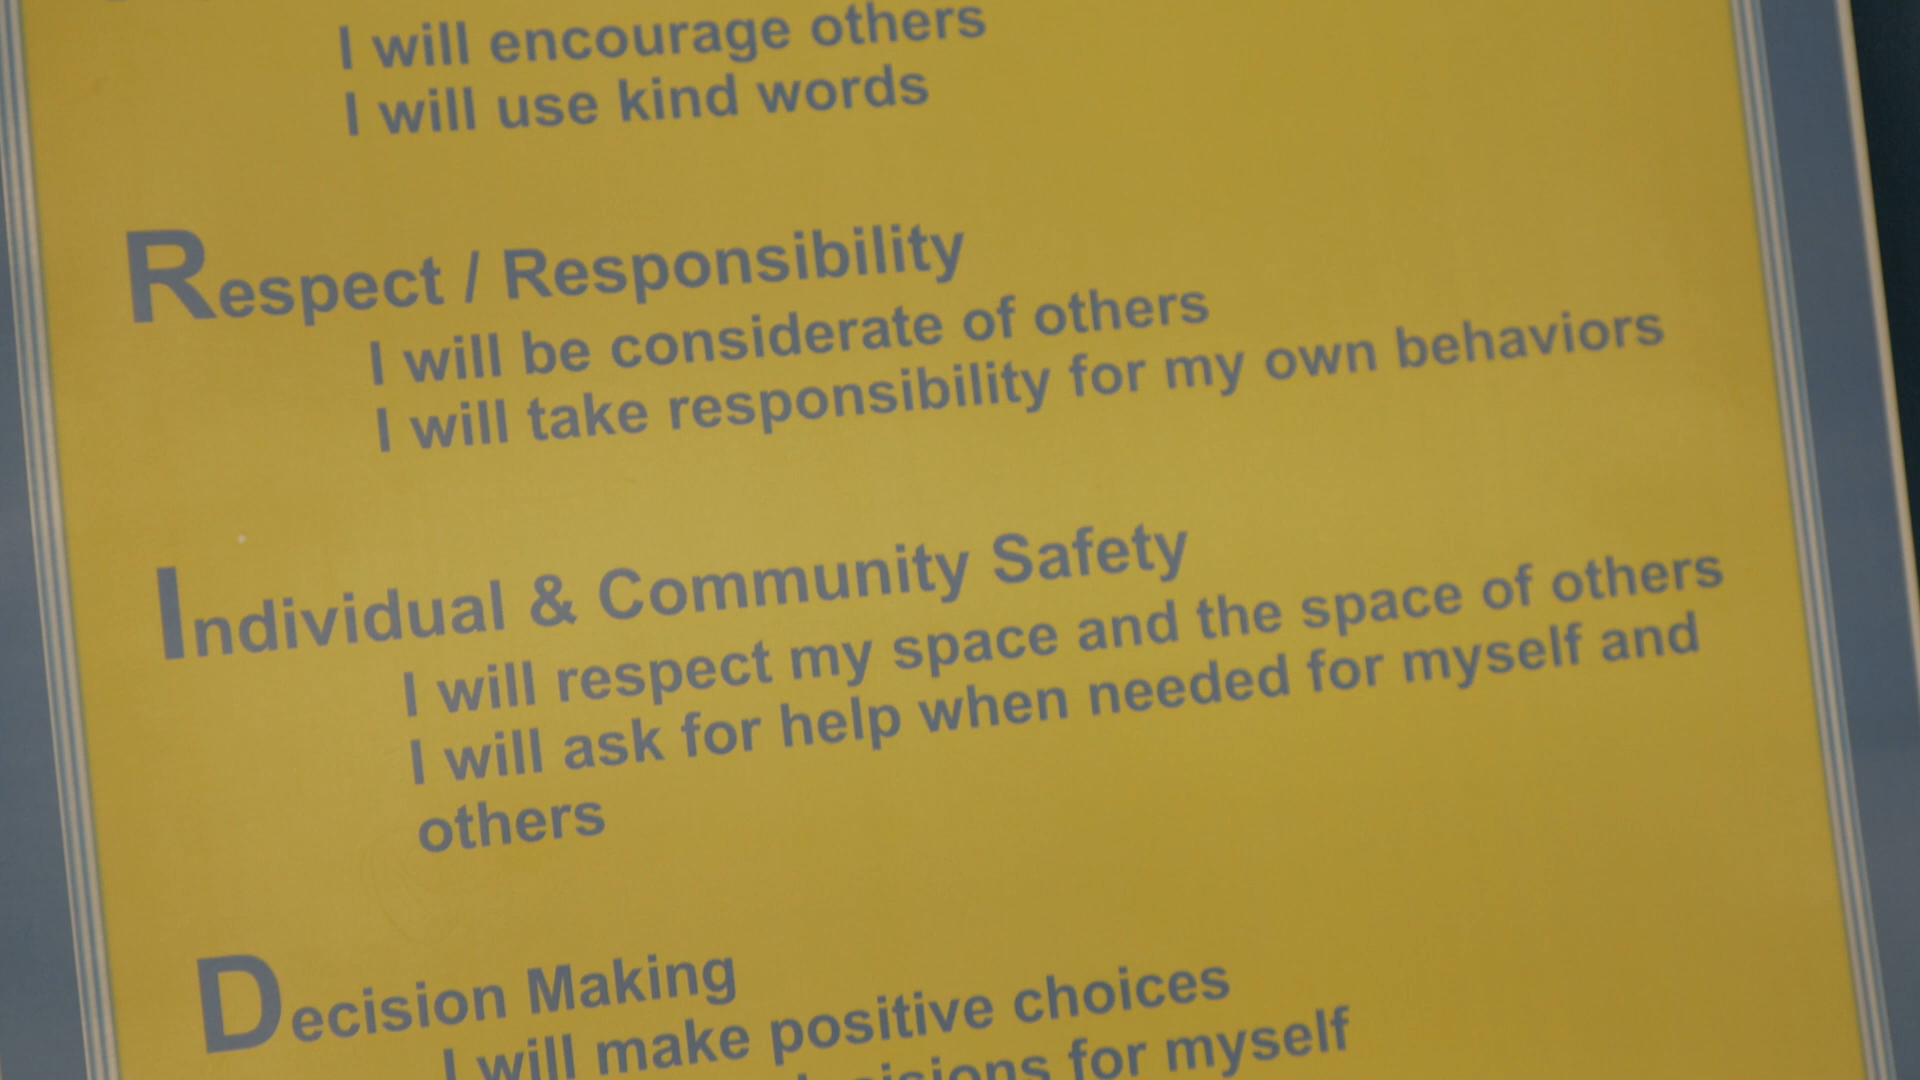 I will encourage others
I will use kind words
Respect / Responsibility
I will be considerate of others
I will take responsibility for my own behaviors
Individual & Community Safety
I will respect my space and the space of others
I will ask for help when needed for myself and
others
Decision Making
I will make positive choices
for myself